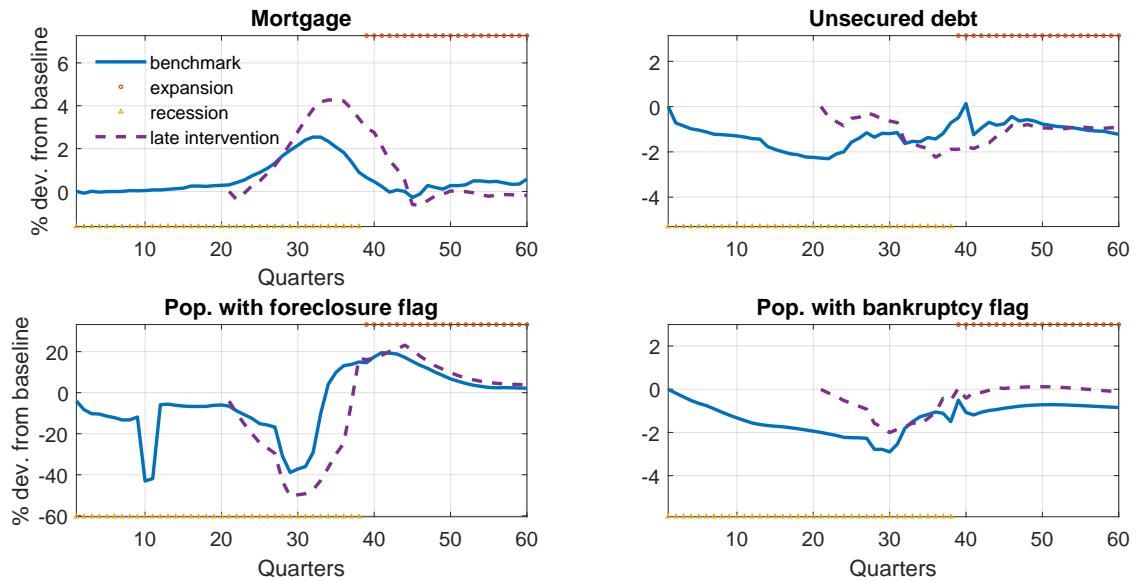 Mortgage
% dev. from baseline
6
4
2
0
benchmark
expansion
recession
late intervention
10 20 30 40 50 60
Quarters
Unsecured debt
2
0
-2
-4
10 20 30 40 50 60
Pop. with foreclosure flag
% dev. from baseline
20
0
-20
-40
-60
10 20 30 40 50 60
Quarters
Pop. with bankruptcy flag
2
0
-2
-4
10 20 30 40 50 60
Quarters